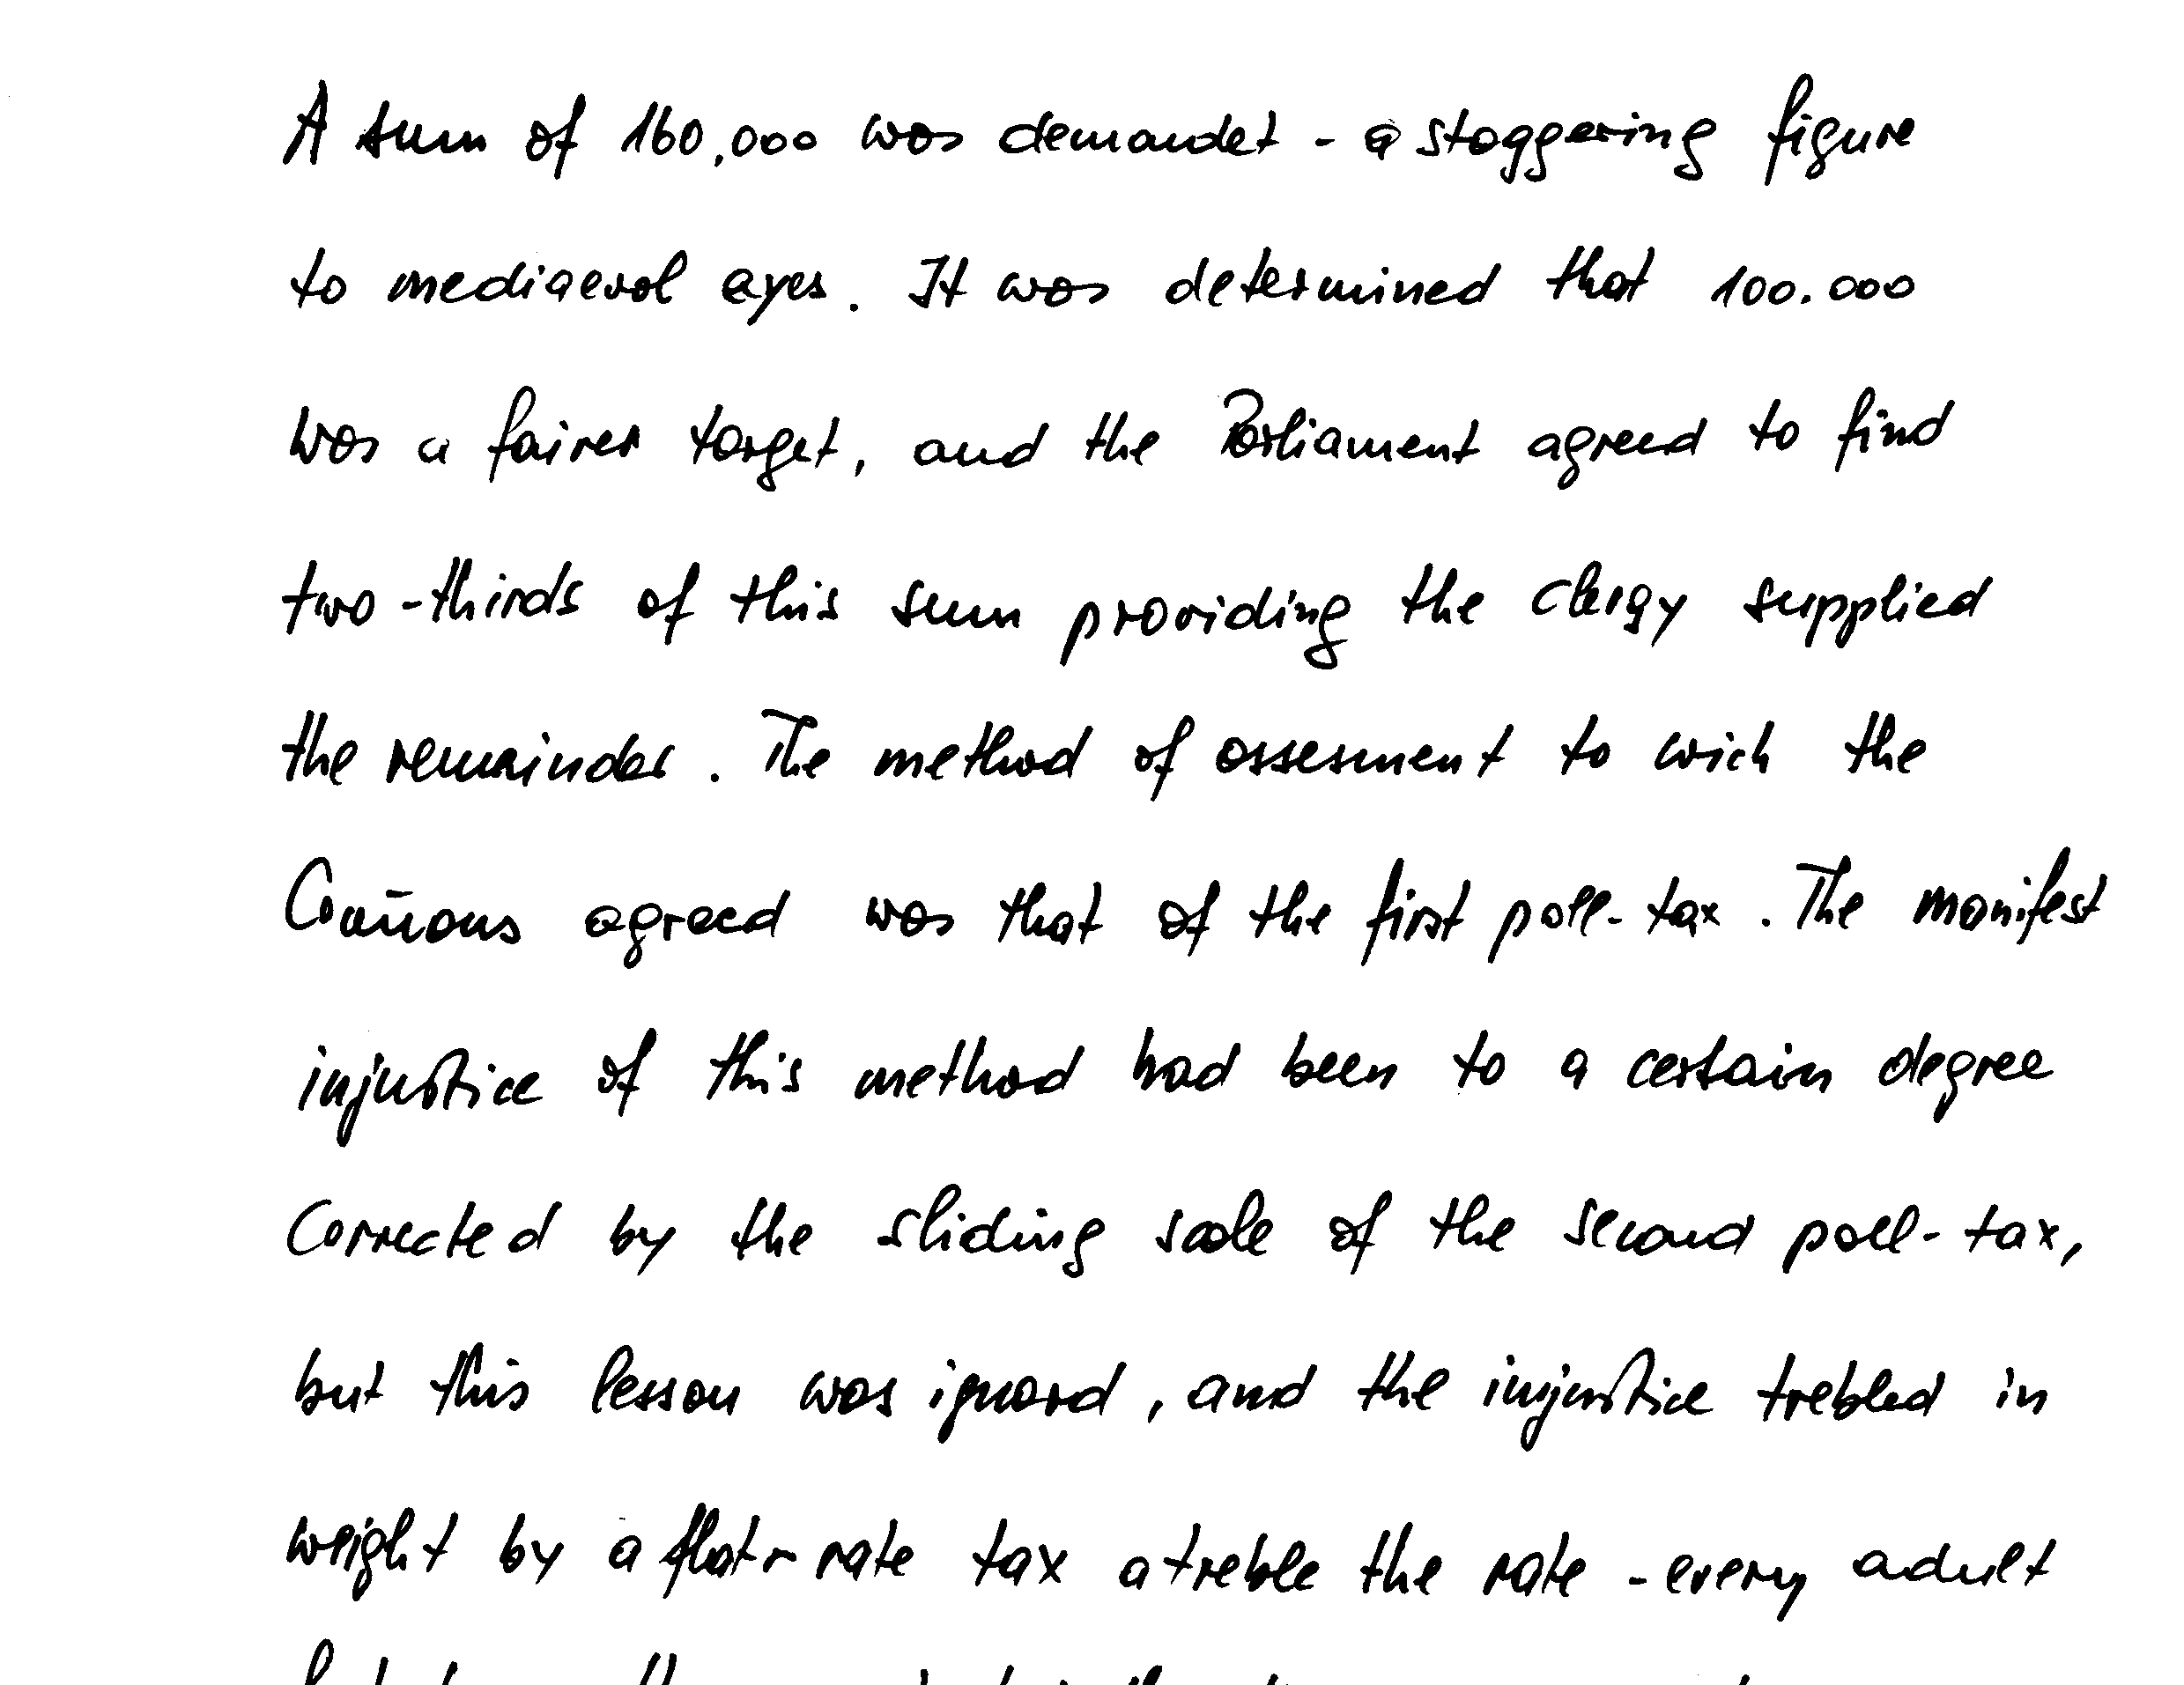 A sum of 160,000 was demandet - a staggering figure
to mediaeval eyes. It was determined that 100.000
was a fairer target, and the Parliament agreed to find
two-thirds of this sum providing the clergy supplied
the remainder. The method of assesment to wich the
Com̄ons agreed was that of the first poll-tax. The manifest
injustice of this method had been to a certain degree
corrected by the sliding scale of the second poll-tax,
but this lesson was ignord, and the injustice trebled in
weight by a flat-rate tax a treble the rate - every adult